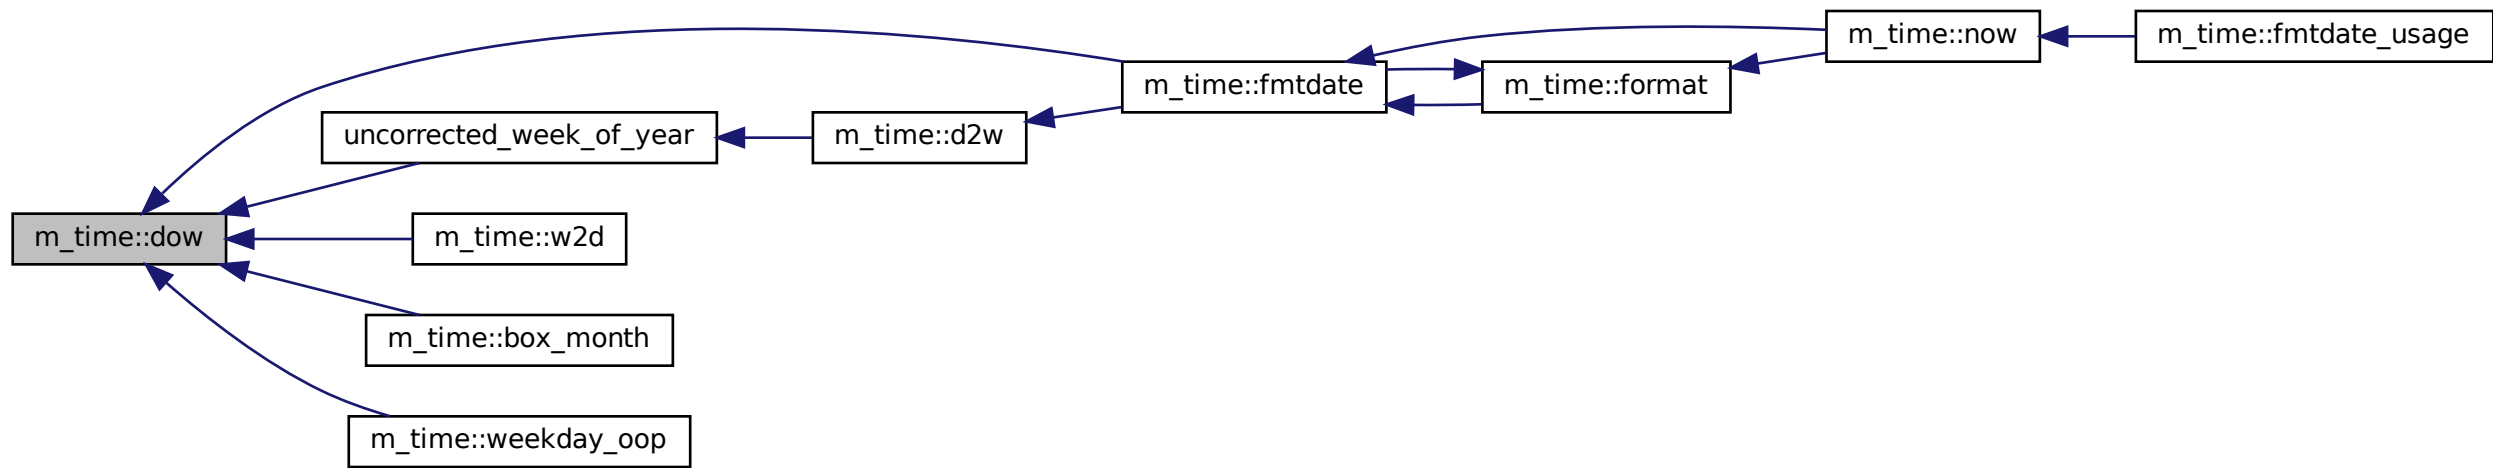 m_time::now
m_time::fmtdate_usage
m_time::fmtdate
m_time::format
uncorrected_week_of_year
m_time::d2w
m_time::dow
m_time::w2d
m_time::box_month
m_time::weekday_oop